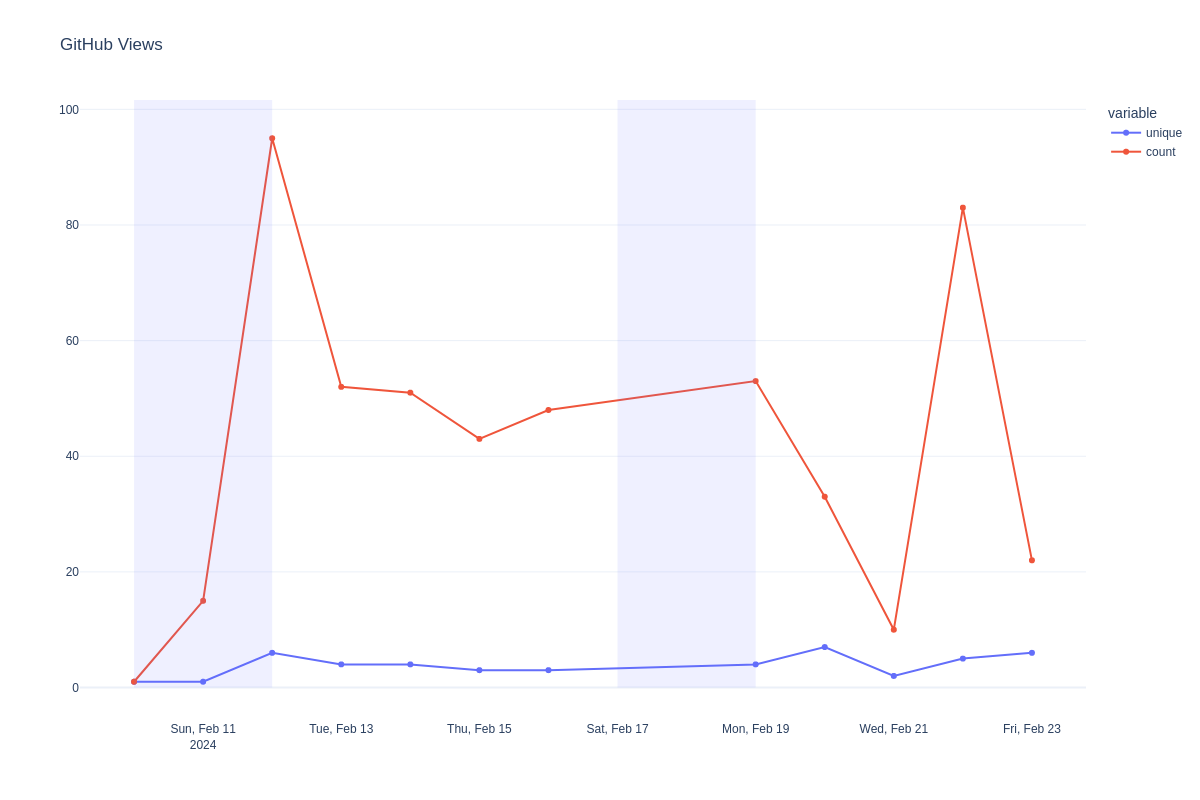 GitHub Views
100
80
60
40
20
0
Sun, Feb 11
2024
Tue, Feb 13
Thu, Feb 15
Sat, Feb 17
Mon, Feb 19
Wed, Feb 21
Fri, Feb 23
variable
unique
count